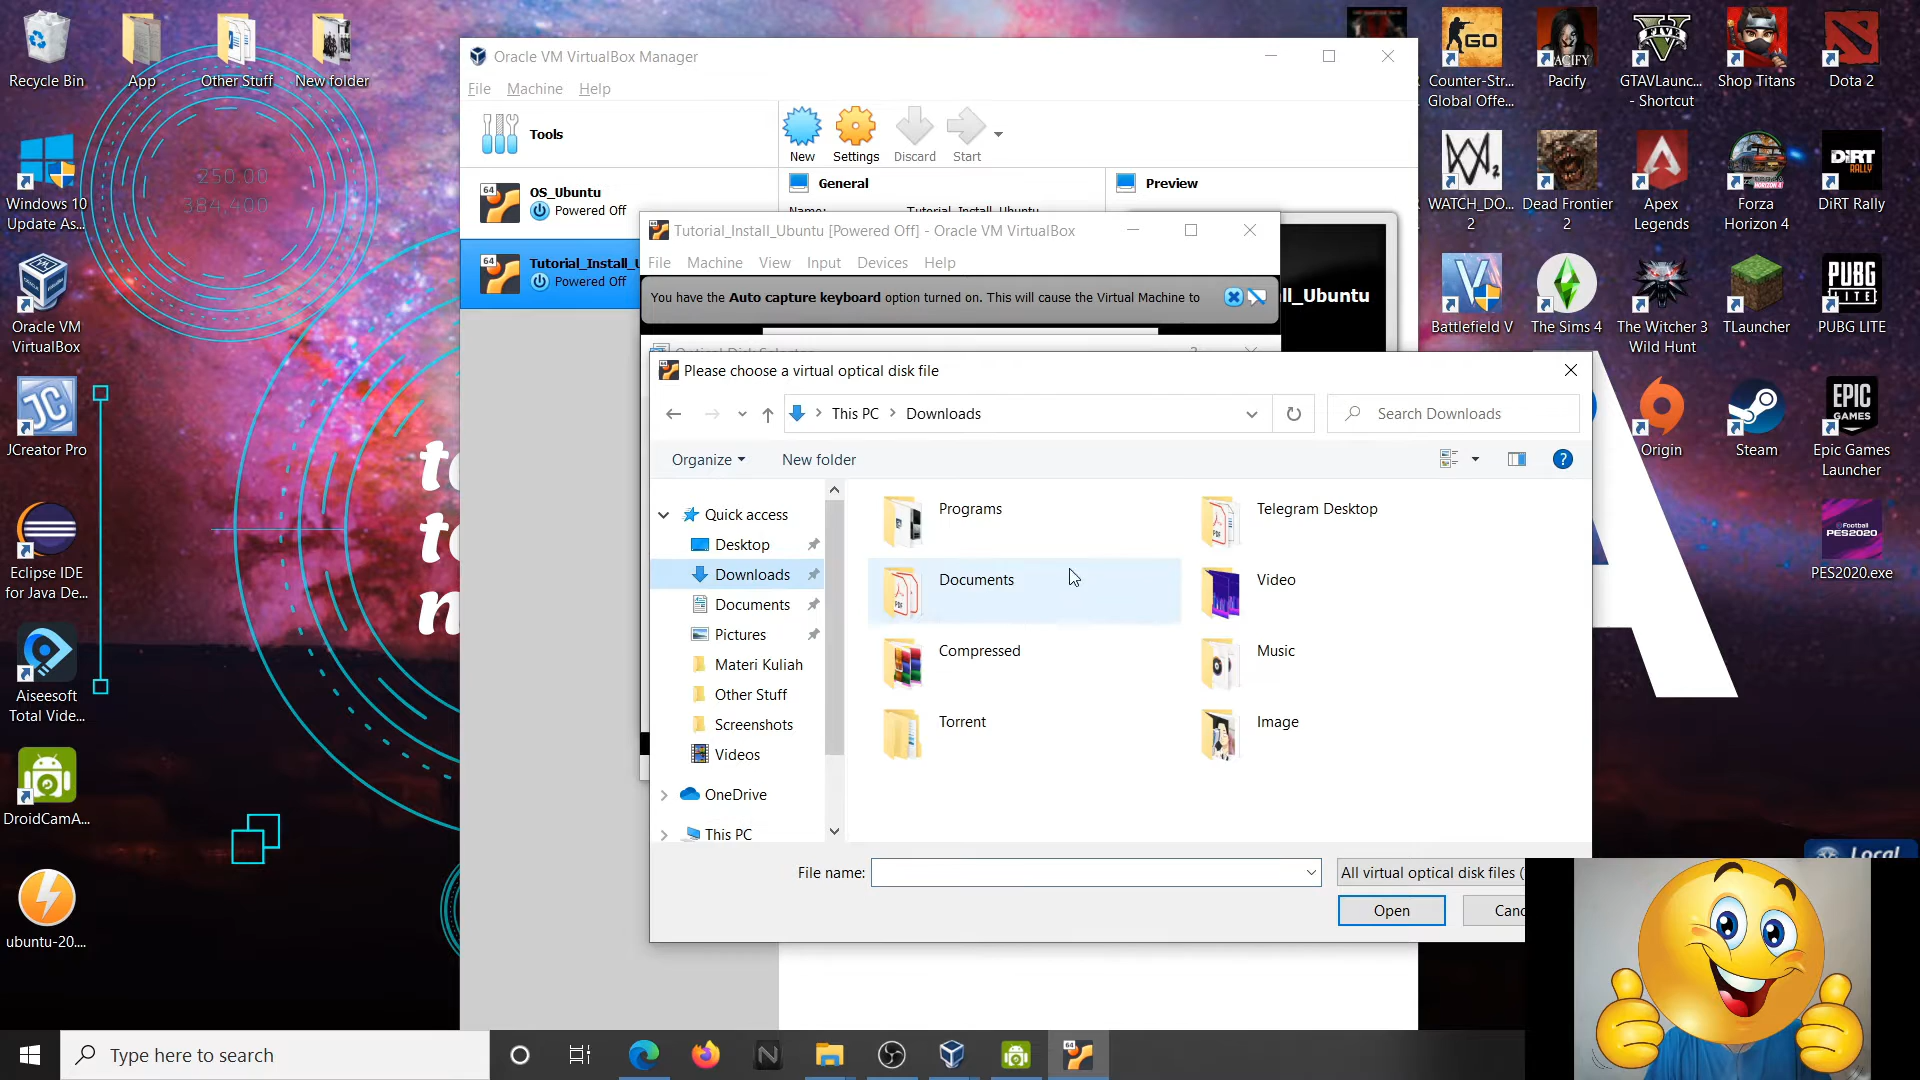 Recycle Bin
App
Other Stuff
New folder
250.00
384,400
Windows 10
Update As...
Oracle VM
VirtualBox
JCreator Pro
Eclipse IDE
for Java De...
Aiseesoft
Total Vide...
DroidCamA...
ubuntu-20....
Oracle VM VirtualBox Manager
File
Machine
Help
Tools
New
Settings
Discard
Start
64
OS_Ubuntu
Powered Off
64
Tutorial_Install_U
Powered Off
General
Name:
Tutorial_Install_Ubuntu
Preview
ll_Ubuntu
Tutorial_Install_Ubuntu [Powered Off] - Oracle VM VirtualBox
File
Machine
View
Input
Devices
Help
You have the Auto capture keyboard option turned on. This will cause the Virtual Machine to
Please choose a virtual optical disk file
This PC
Downloads
Search Downloads
Organize
New folder
Quick access
Desktop
Downloads
Documents
Pictures
Materi Kuliah
Other Stuff
Screenshots
Videos
OneDrive
This PC
Programs
Telegram Desktop
Documents
Video
Compressed
Music
Torrent
Image
File name:
All virtual optical disk files (
Open
Canc
Counter-Str...
Global Offe...
Pacify
GTAVLaunc...
- Shortcut
Shop Titans
Dota 2
WATCH_DO...
2
Dead Frontier
2
Apex
Legends
Forza
Horizon 4
DiRT Rally
Battlefield V
The Sims 4
The Witcher 3
Wild Hunt
TLauncher
PUBG LITE
Origin
Steam
Epic Games
Launcher
PES2020.exe
Local
Type here to search